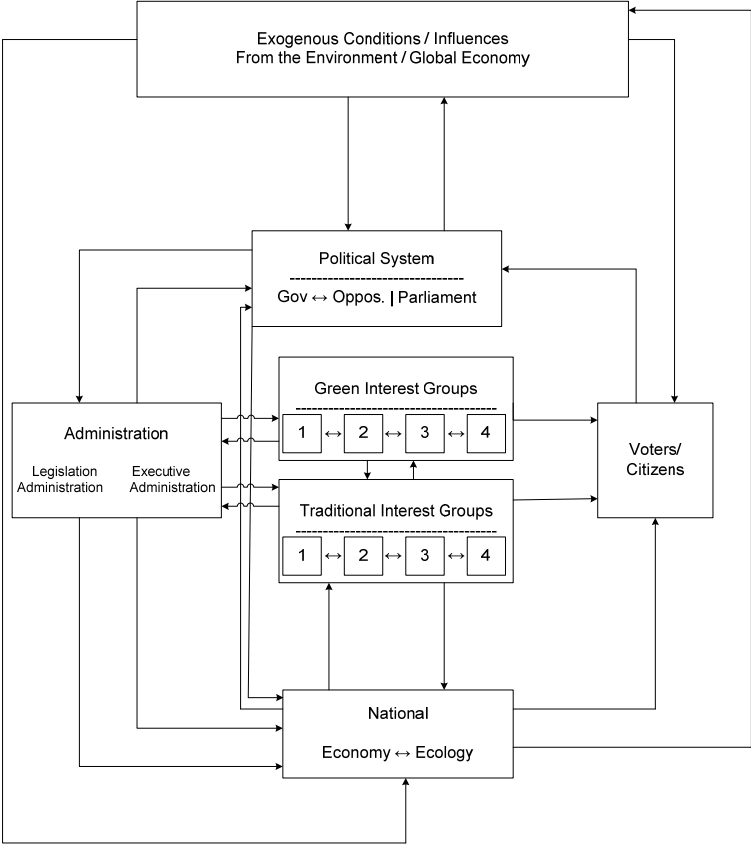 Exogenous Conditions / Influences
From the Environment / Global Economy
Political System
Gov ↔ Oppos. | Parliament
Green Interest Groups
1 ↔ 2 ↔ 3 ↔ 4
Administration
Legislation Administration
Executive Administration
Voters/
Citizens
Traditional Interest Groups
1 ↔ 2 ↔ 3 ↔ 4
National
Economy ↔ Ecology